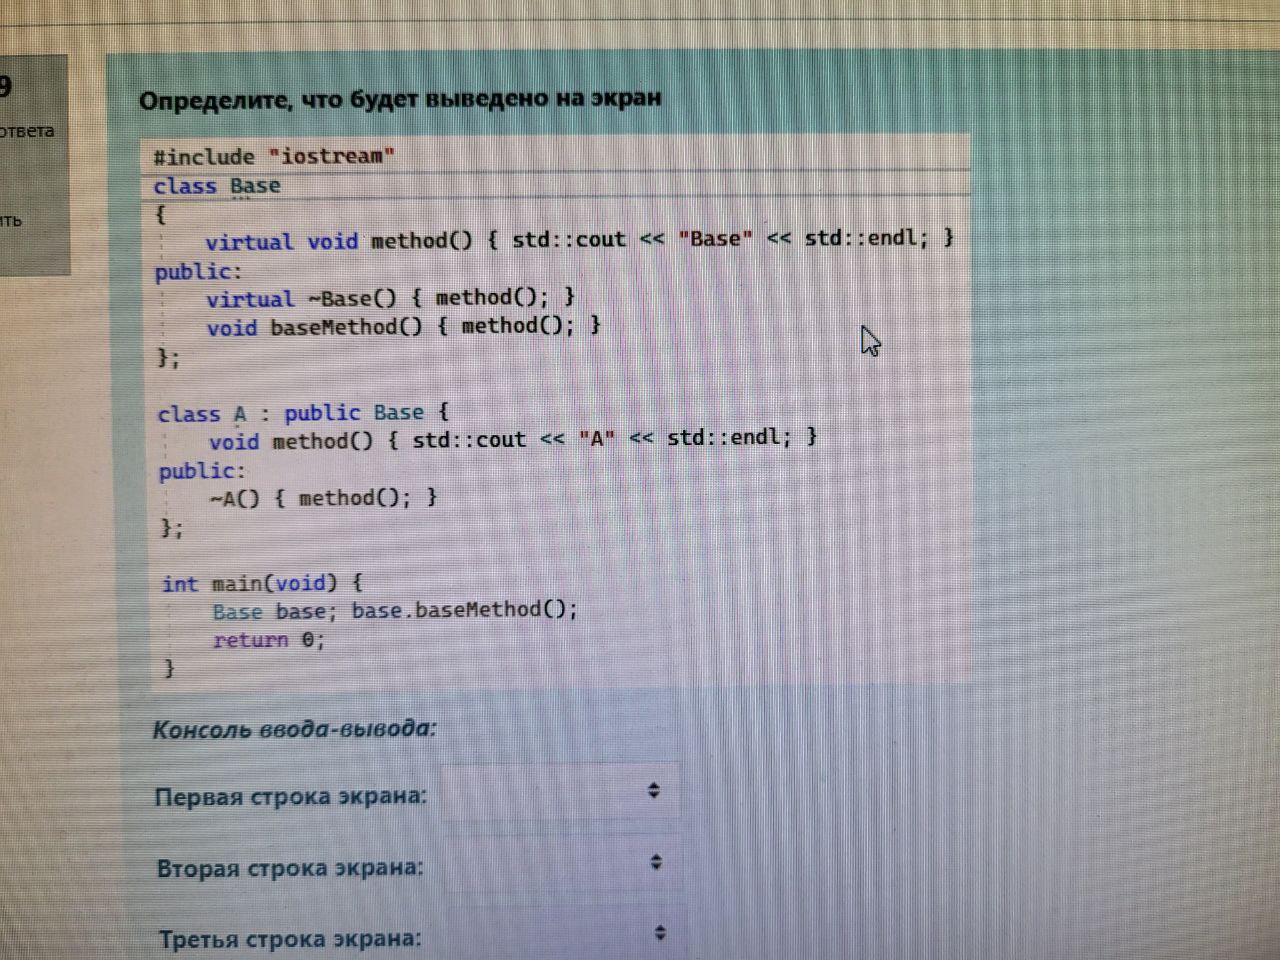 9
ответа
ить
Определите, что будет выведено на экран
#include "iostream"
class Base
{
virtual void method() { std::cout << "Base" << std::endl; }
public:
virtual ~Base() { method(); }
void baseMethod() { method(); }
};
class A : public Base {
void method() { std::cout << "A" << std::endl; }
public:
~A() { method(); }
};
int main(void) {
Base base; base.baseMethod();
return 0;
}
Консоль ввода-вывода:
Первая строка экрана:
Вторая строка экрана:
Третья строка экрана: